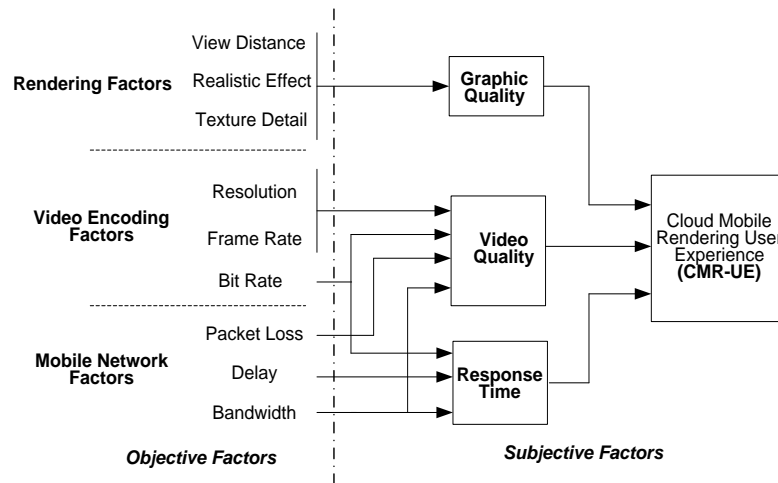 View Distance
Rendering Factors
Realistic Effect
Texture Detail
Graphic
Quality
Resolution
Video Encoding
Factors
Frame Rate
Bit Rate
Video
Quality
Cloud Mobile
Rendering User
Experience
(CMR-UE)
Packet Loss
Mobile Network
Factors
Delay
Bandwidth
Response
Time
Objective Factors
Subjective Factors